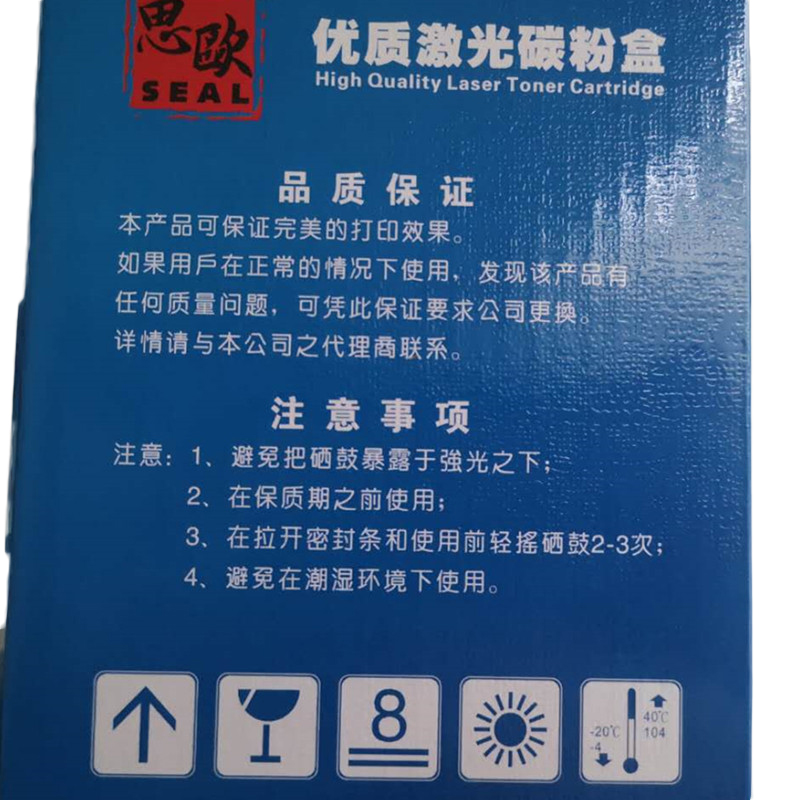 思欧
SEAL
优质激光碳粉盒
High Quality Laser Toner Cartridge
品质保证
本产品可保证完美的打印效果。
如果用戶在正常的情况下使用，发现该产品有
任何质量问题，可凭此保证要求公司更换。
详情请与本公司之代理商联系。
注意事项
注意：1、避免把硒鼓暴露于強光之下；
2、在保质期之前使用；
3、在拉开密封条和使用前轻摇硒鼓2-3次；
4、避免在潮湿环境下使用。
8
40℃
104
-20℃
-4